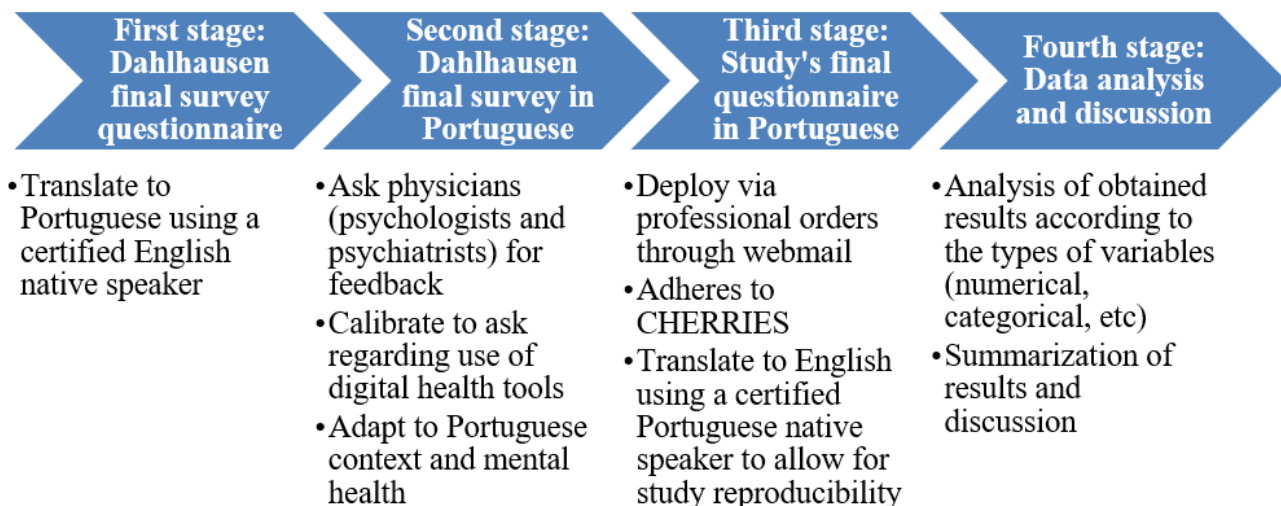 First stage:
Dahlhausen
final survey
questionnaire
Second stage:
Dahlhausen
final survey in
Portuguese
Third stage:
Study's final
questionnaire
in Portuguese
Fourth stage:
Data analysis
and discussion
•Translate to
Portuguese using a
certified English
native speaker
•Ask physicians
(psychologists and
psychiatrists) for
feedback
•Calibrate to ask
regarding use of
digital health tools
•Adapt to Portuguese
context and mental
health
•Deploy via
professional orders
through webmail
•Adheres to
CHERRIES
•Translate to English
using a certified
Portuguese native
speaker to allow for
study reproducibility
•Analysis of obtained
results according to
the types of variables
(numerical,
categorical, etc)
•Summarization of
results and
discussion